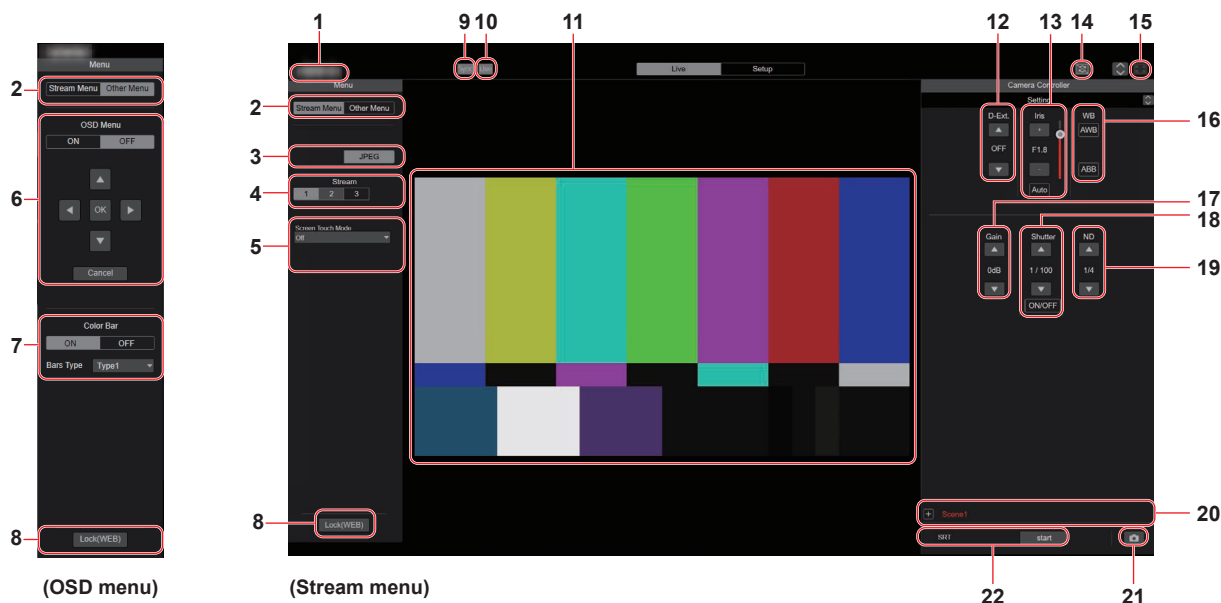 1
9 10
11
12
13
14
15
Menu
2
Stream Menu Other Menu
OSD Menu
ON OFF
6
OK
Cancel
7
Color Bar
ON OFF
Bars Type Type1
8
Lock(WEB)
(OSD menu)
Live Setup
Menu
2
Stream Menu Other Menu
3
JPEG
4
Stream
1 2 3
5
Screen Touch Mode
Off
8
Lock(WEB)
(Stream menu)
Camera Controller
Setting
D-Ext. Iris WB
+ AWB
OFF F1.8
- ABB
Auto
16
17
18
Gain Shutter ND
0dB 1 / 100 1/4
19
ON/OFF
+ Scene1
20
SRT start
22
21